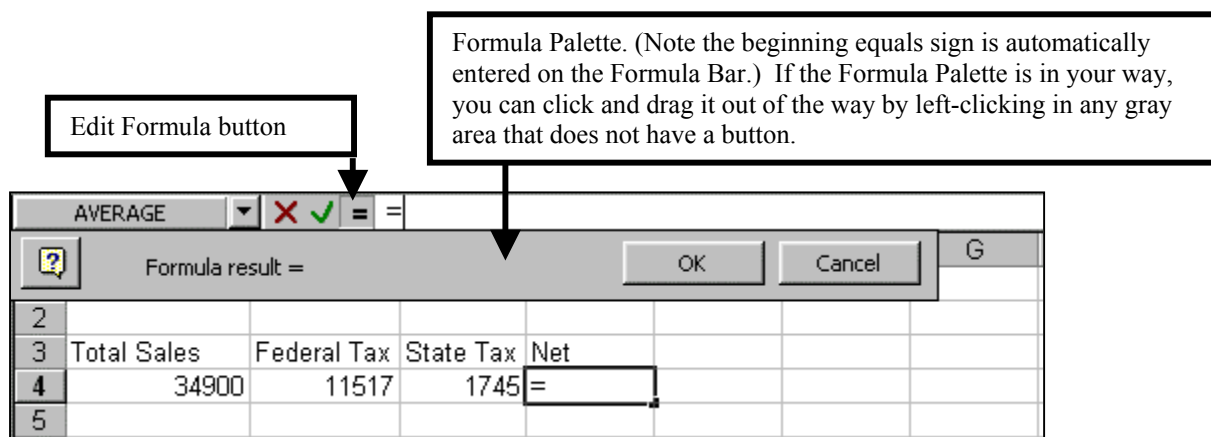 Formula Palette. (Note the beginning equals sign is automatically
entered on the Formula Bar.)  If the Formula Palette is in your way,
you can click and drag it out of the way by left-clicking in any gray
area that does not have a button.
Edit Formula button
AVERAGE = =
? Formula result = OK Cancel G
2
3 Total Sales Federal Tax State Tax Net
4 34900 11517 1745 =
5